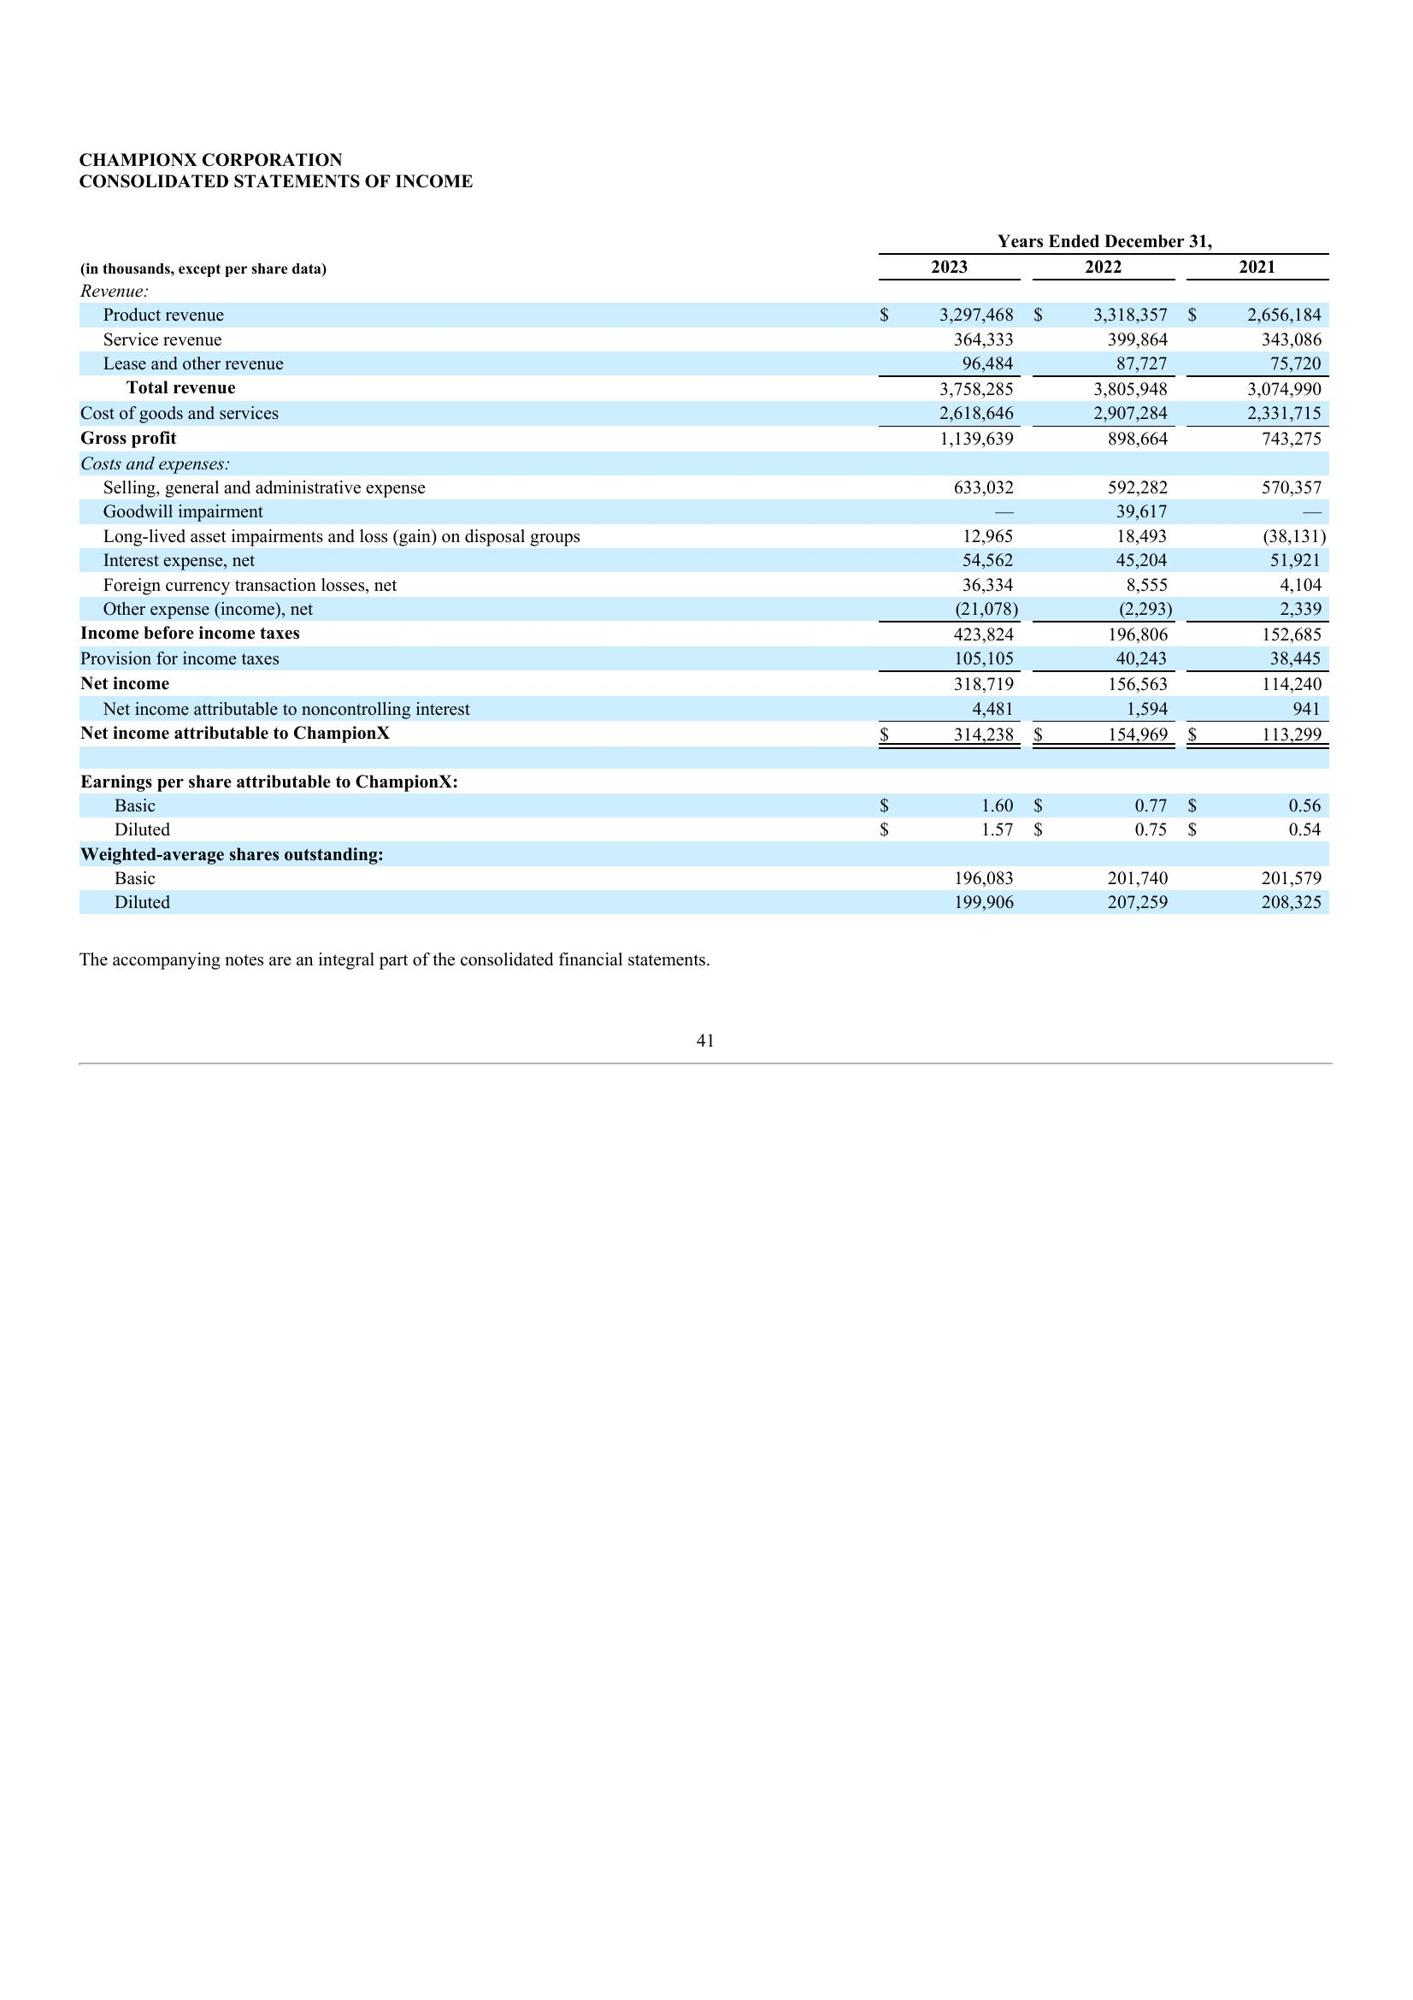 CHAMPIONX CORPORATION
CONSOLIDATED STATEMENTS OF INCOME
Years Ended December 31,
(in thousands, except per share data) 2023 2022 2021
Revenue:
Product revenue $ 3,297,468 $ 3,318,357 $ 2,656,184
Service revenue 364,333 399,864 343,086
Lease and other revenue 96,484 87,727 75,720
Total revenue 3,758,285 3,805,948 3,074,990
Cost of goods and services 2,618,646 2,907,284 2,331,715
Gross profit 1,139,639 898,664 743,275
Costs and expenses:
Selling, general and administrative expense 633,032 592,282 570,357
Goodwill impairment — 39,617 —
Long-lived asset impairments and loss (gain) on disposal groups 12,965 18,493 (38,131)
Interest expense, net 54,562 45,204 51,921
Foreign currency transaction losses, net 36,334 8,555 4,104
Other expense (income), net (21,078) (2,293) 2,339
Income before income taxes 423,824 196,806 152,685
Provision for income taxes 105,105 40,243 38,445
Net income 318,719 156,563 114,240
Net income attributable to noncontrolling interest 4,481 1,594 941
Net income attributable to ChampionX $ 314,238 $ 154,969 $ 113,299
Earnings per share attributable to ChampionX:
Basic $ 1.60 $ 0.77 $ 0.56
Diluted $ 1.57 $ 0.75 $ 0.54
Weighted-average shares outstanding:
Basic 196,083 201,740 201,579
Diluted 199,906 207,259 208,325
The accompanying notes are an integral part of the consolidated financial statements.
41